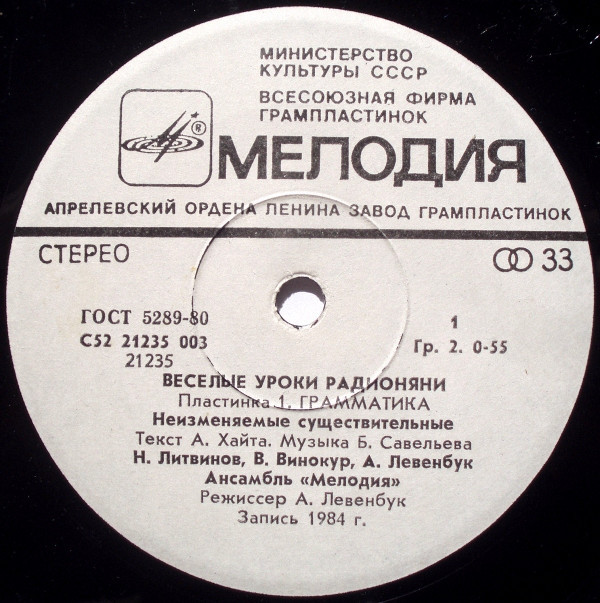 МИНИСТЕРСТВО
КУЛЬТУРЫ СССР
ВСЕСОЮЗНАЯ ФИРМА
ГРАМПЛАСТИНОК
®
МЕЛОДИЯ
АПРЕЛЕВСКИЙ ОРДЕНА ЛЕНИНА ЗАВОД ГРАМПЛАСТИНОК
СТЕРЕО 33
ГОСТ 5289-80 1
С52 21235 003 Гр. 2. 0-55
21235
ВЕСЕЛЫЕ УРОКИ РАДИОНЯНИ
Пластинка 1. ГРАММАТИКА
Неизменяемые существительные
Текст А. Хайта. Музыка Б. Савельева
Н. Литвинов, В. Винокур, А. Левенбук
Ансамбль «Мелодия»
Режиссер А. Левенбук
Запись 1984 г.